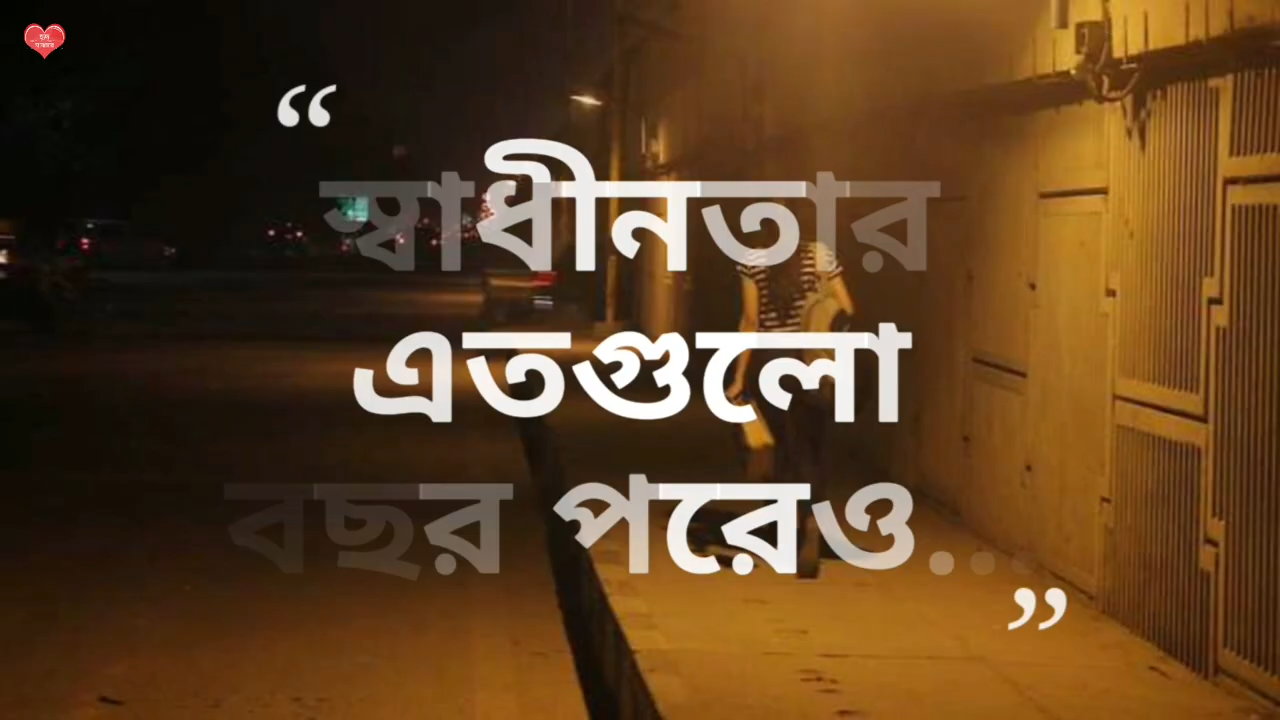 “
স্বাধীনতার
এতগুলো
বছর পরেও...
”